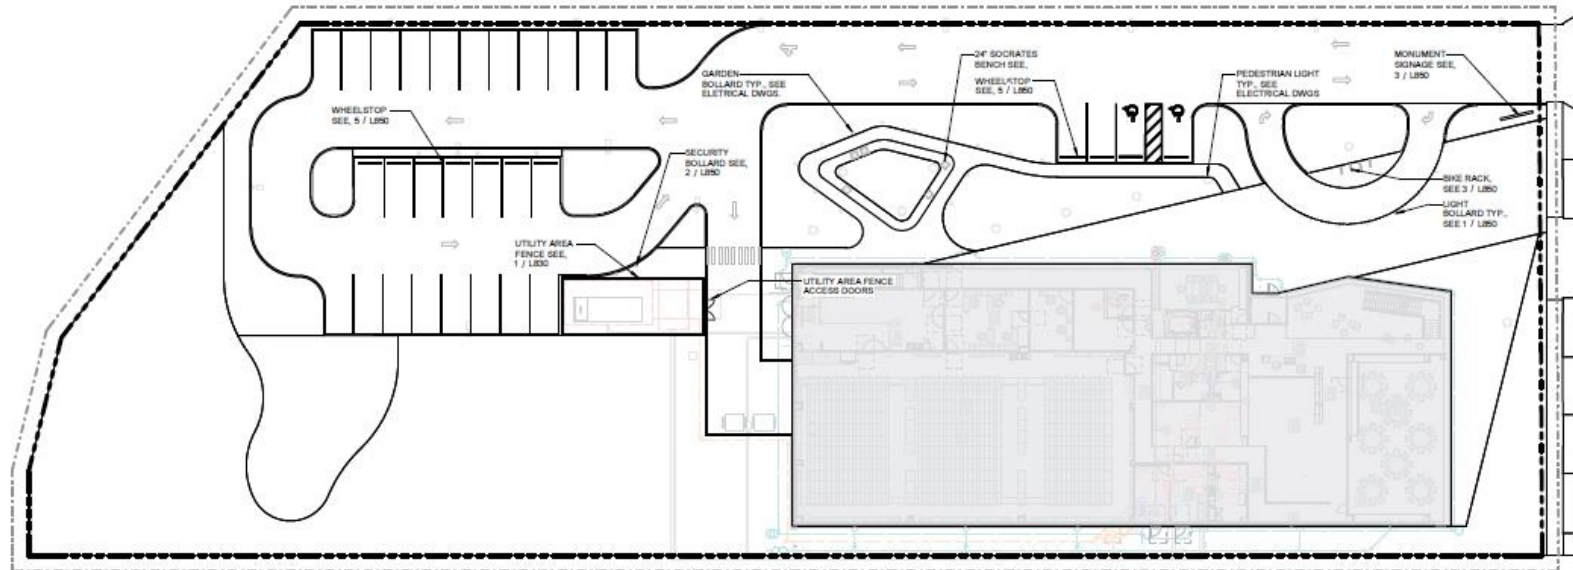 24" SOCRATES
BENCH SEE,
MONUMENT
SIGNAGE SEE,
3 / L850
GARDEN
BOLLARD TYP., SEE
ELETRICAL DWGS.
WHEELSTOP
SEE, 5 / L850
PEDESTRIAN LIGHT
TYP., SEE
ELECTRICAL DWGS
WHEELSTOP
SEE, 5 / L850
SECURITY
BOLLARD SEE,
2 / L850
BIKE RACK,
SEE 3 / L850
LIGHT
BOLLARD TYP.,
SEE 1 / L850
UTILITY AREA
FENCE SEE,
1 / L830
UTILITY AREA FENCE
ACCESS DOORS